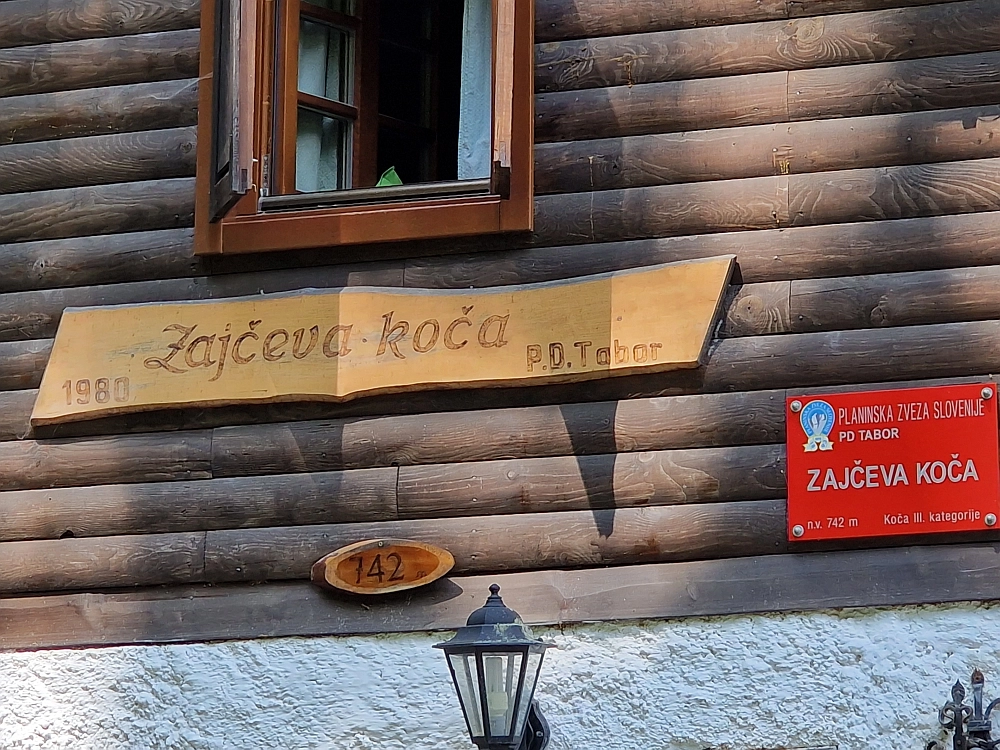 Zajčeva koča
1980
P.D. Tabor
742 m
PLANINSKA ZVEZA SLOVENIJE
PD TABOR
ZAJČEVA KOČA
n.v. 742 m
Koča III. kategorije